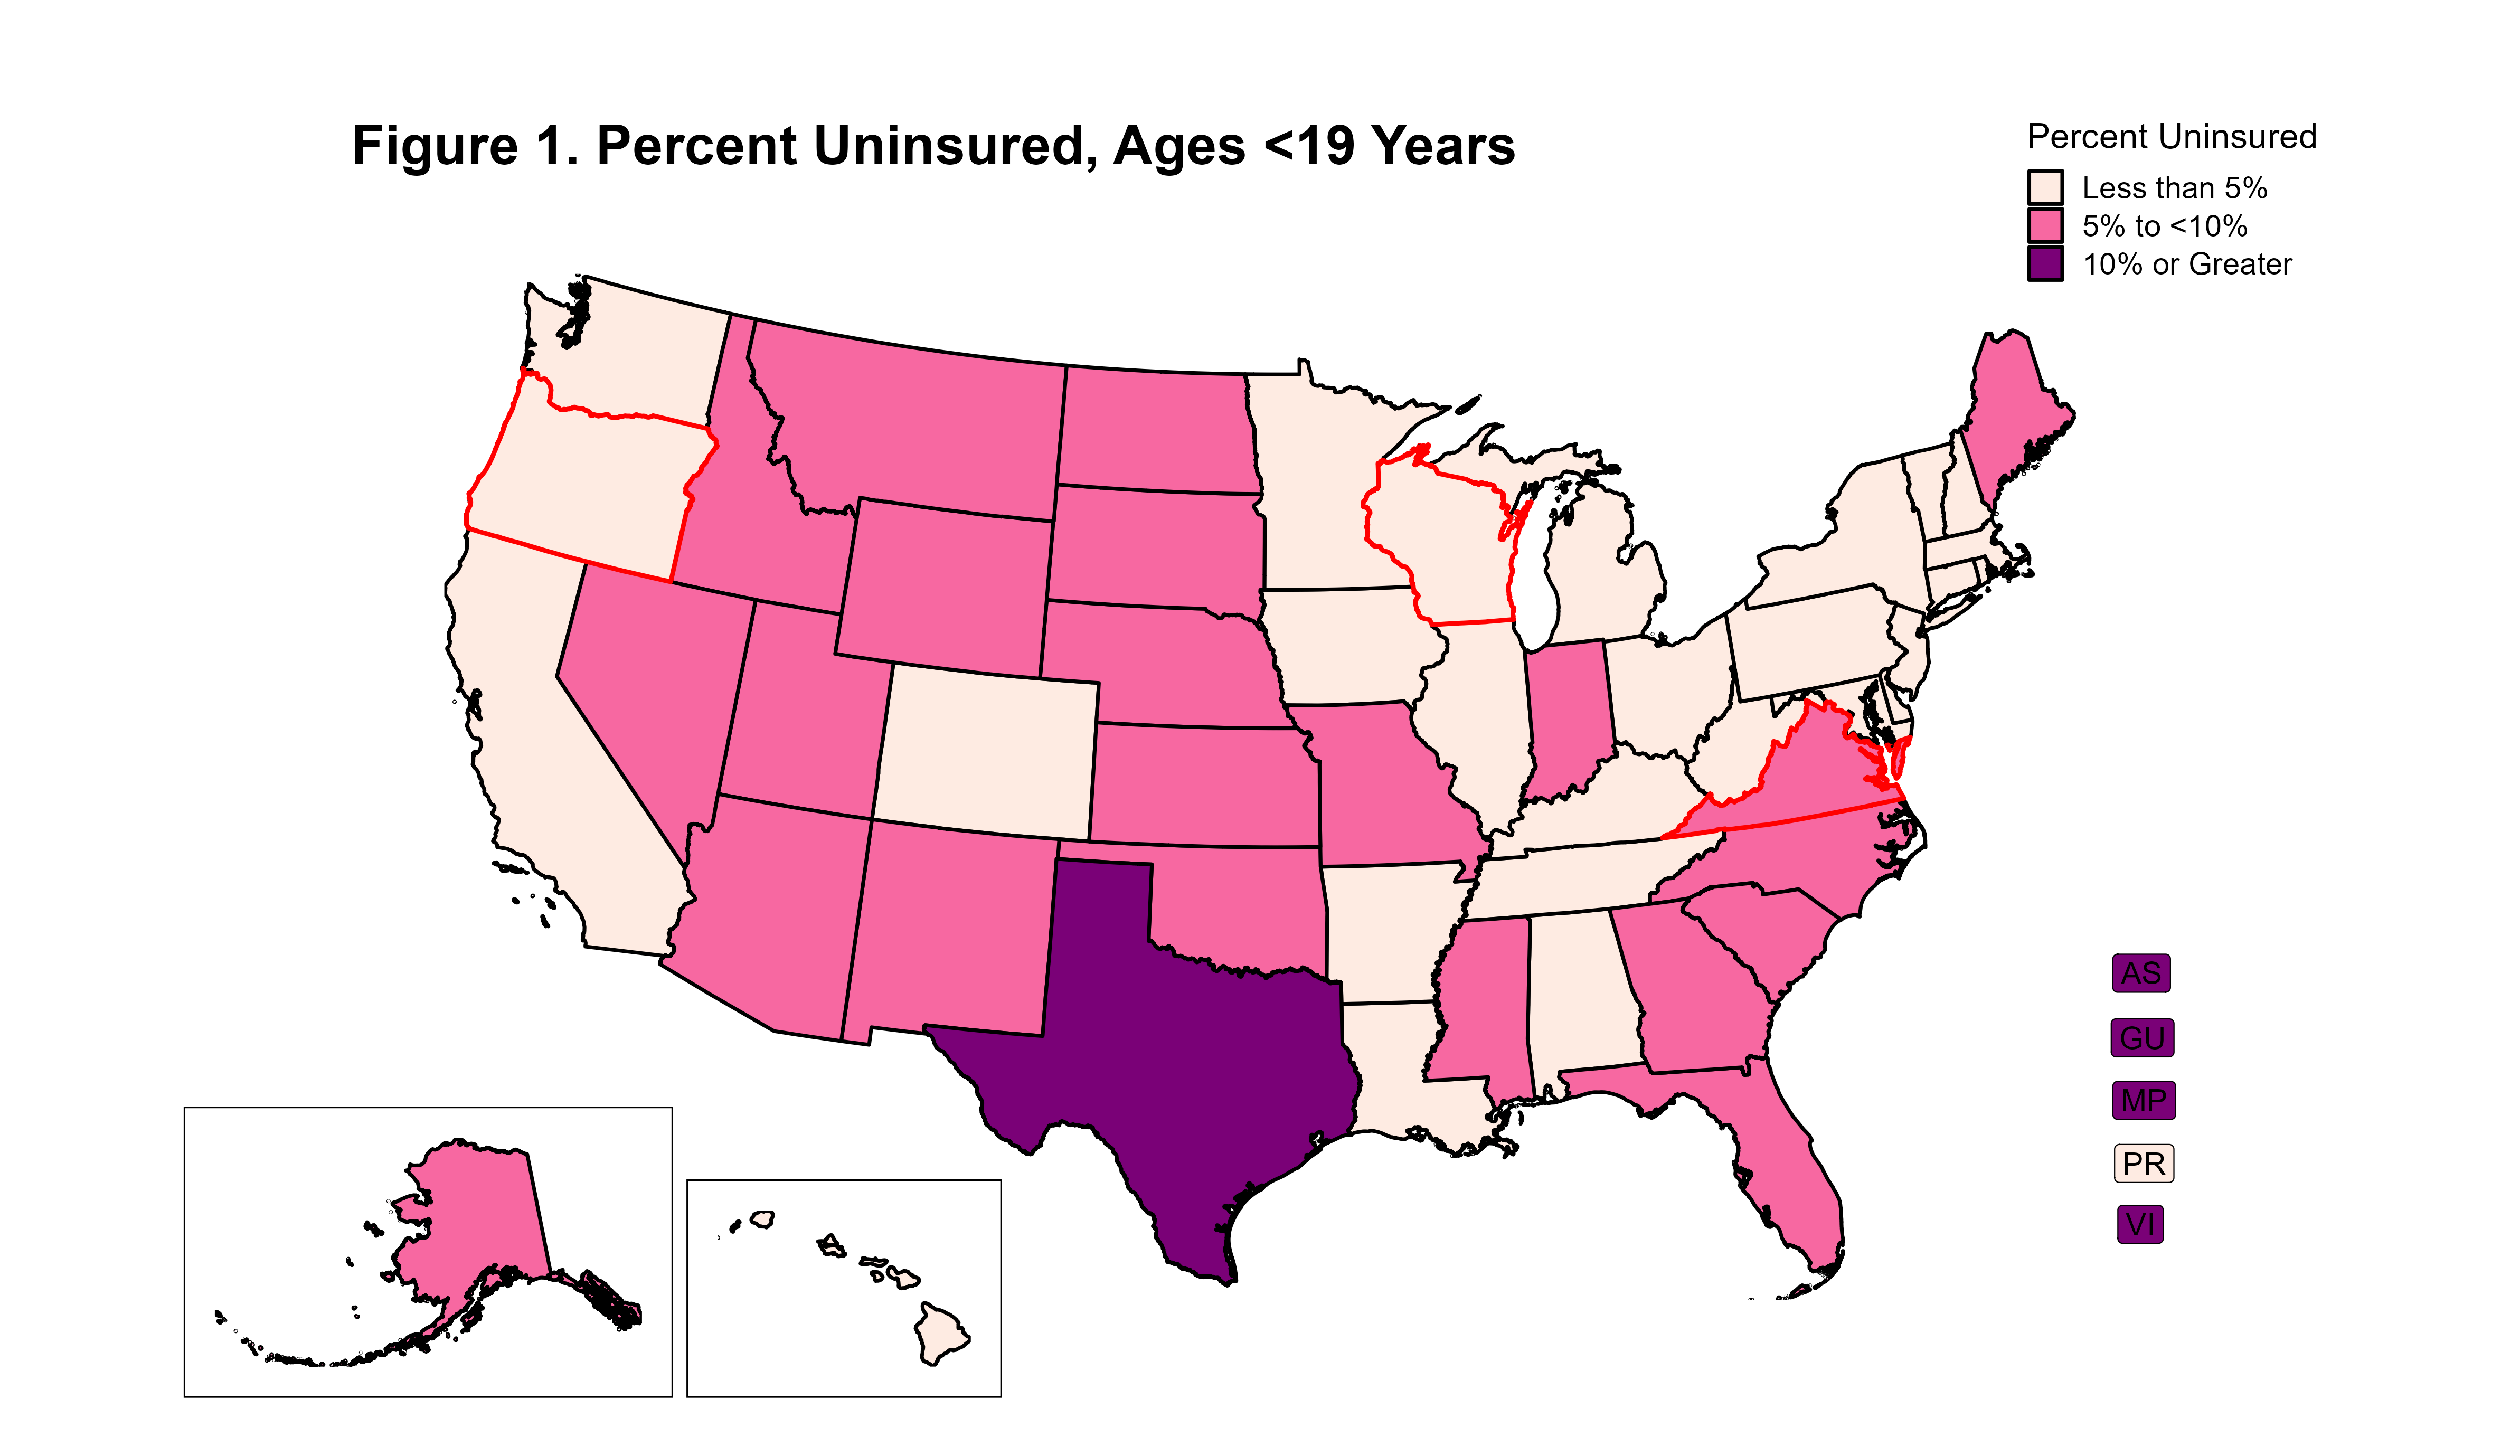 Figure 1. Percent Uninsured, Ages <19 Years
Percent Uninsured
Less than 5%
5% to <10%
10% or Greater
AS
GU
MP
PR
VI